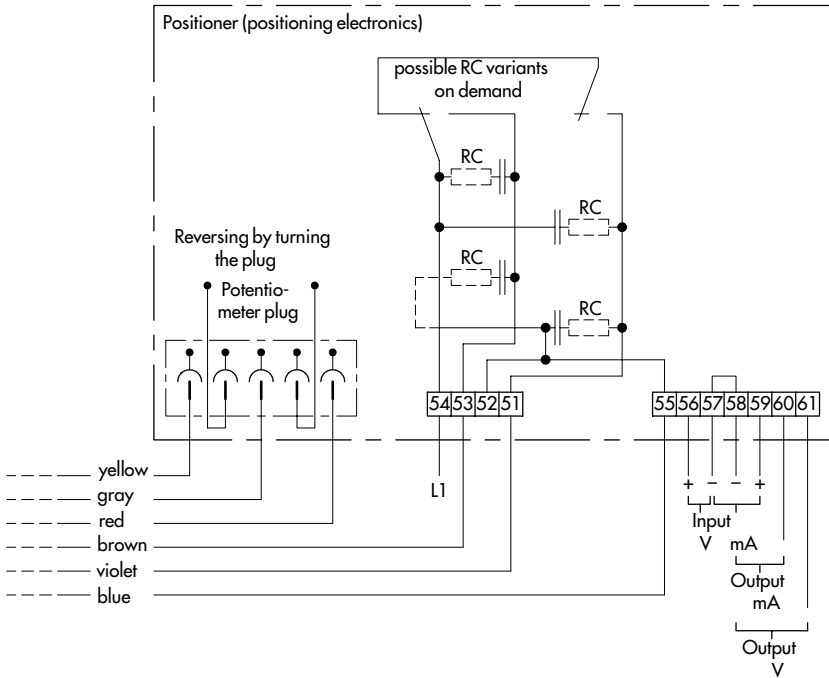 Positioner (positioning electronics)
possible RC variants
on demand
RC
RC
RC
RC
Reversing by turning
the plug
Potentio-
meter plug
54 53 52 51
55 56 57 58 59 60 61
yellow
gray
red
brown
violet
blue
L1
+ − − +
Input
V mA
Output
mA
Output
V